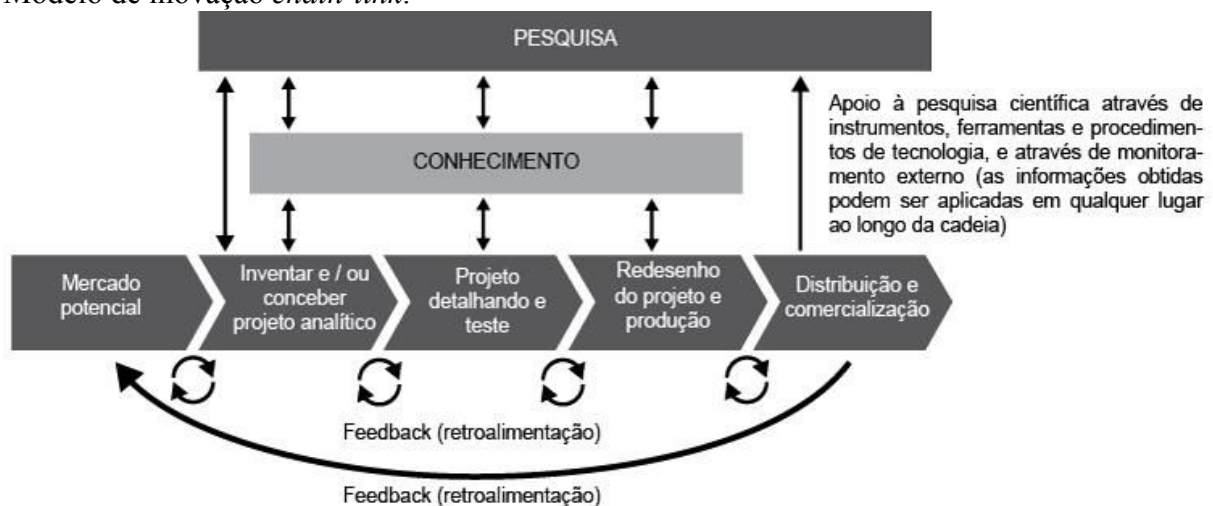 Modelo de inovação chain-link.
PESQUISA
Apoio à pesquisa científica através de
instrumentos, ferramentas e procedimen-
tos de tecnologia, e através de monitora-
mento externo (as informações obtidas
podem ser aplicadas em qualquer lugar
ao longo da cadeia)
CONHECIMENTO
Mercado
potencial
Inventar e / ou
conceber
projeto analítico
Projeto
detalhando e
teste
Redesenho
do projeto e
produção
Distribuição e
comercialização
Feedback (retroalimentação)
Feedback (retroalimentação)